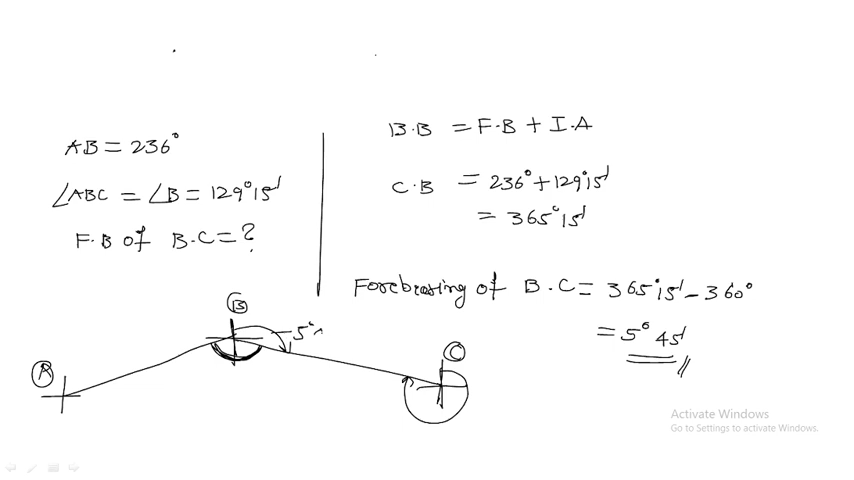 AB = 236°
∠ABC = ∠B = 129°15'
F.B of B.C = ?
B.B = F.B + I.A
C.B = 236° + 129°15'
= 365°15'
Forebearing of B.C = 365°15' - 360°
= 5° 45'
B
5°
A
C
Activate Windows
Go to Settings to activate Windows.